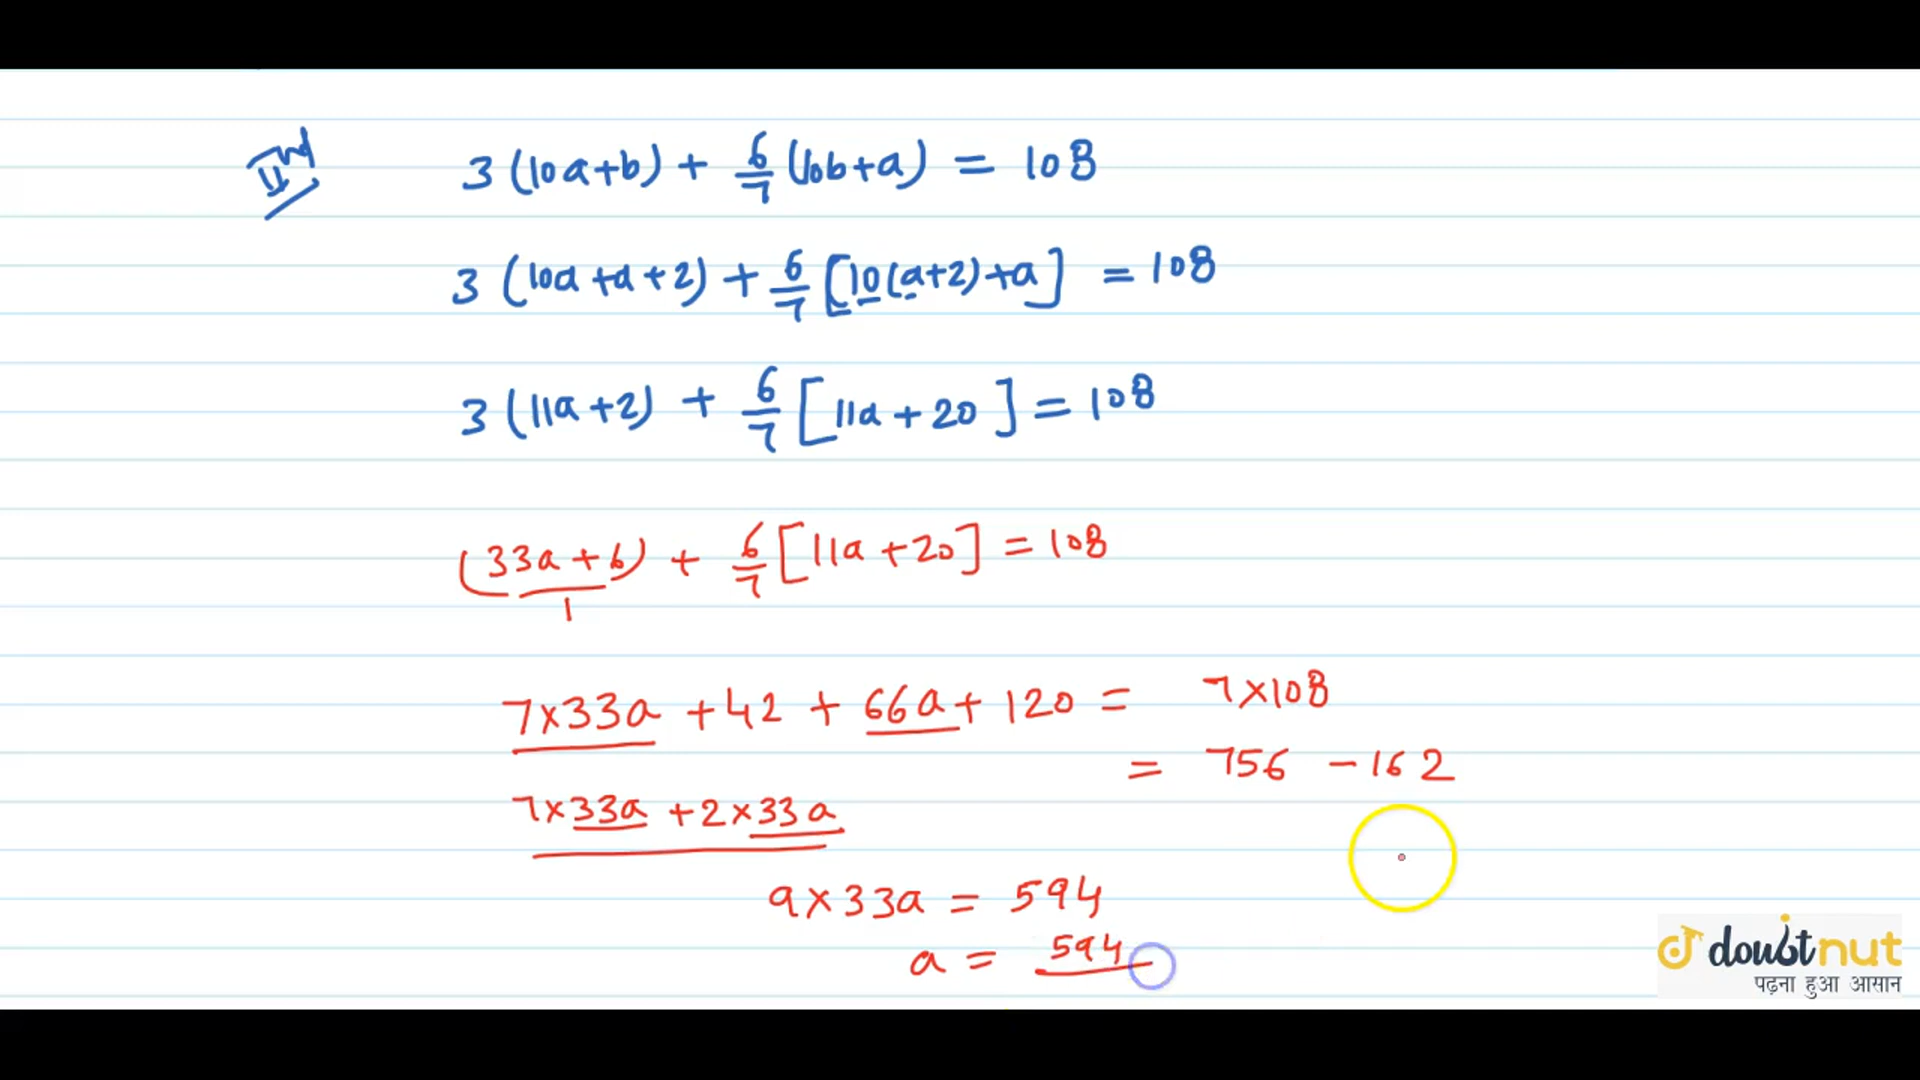 IInd 3 (10a+b) + 6/7 (10b+a) = 108
3 (10a +a +2) + 6/7 [10(a+2)+a] = 108
3 (11a +2) + 6/7 [11a +20] = 108
(33a + 6)/1 + 6/7 [11a +20] = 108
7×33a +42 + 66a + 120 = 7×108
= 756 - 162
7×33a +2×33a
9×33a = 594
a = 594
doubtnut
पढ़ना हुआ आसान